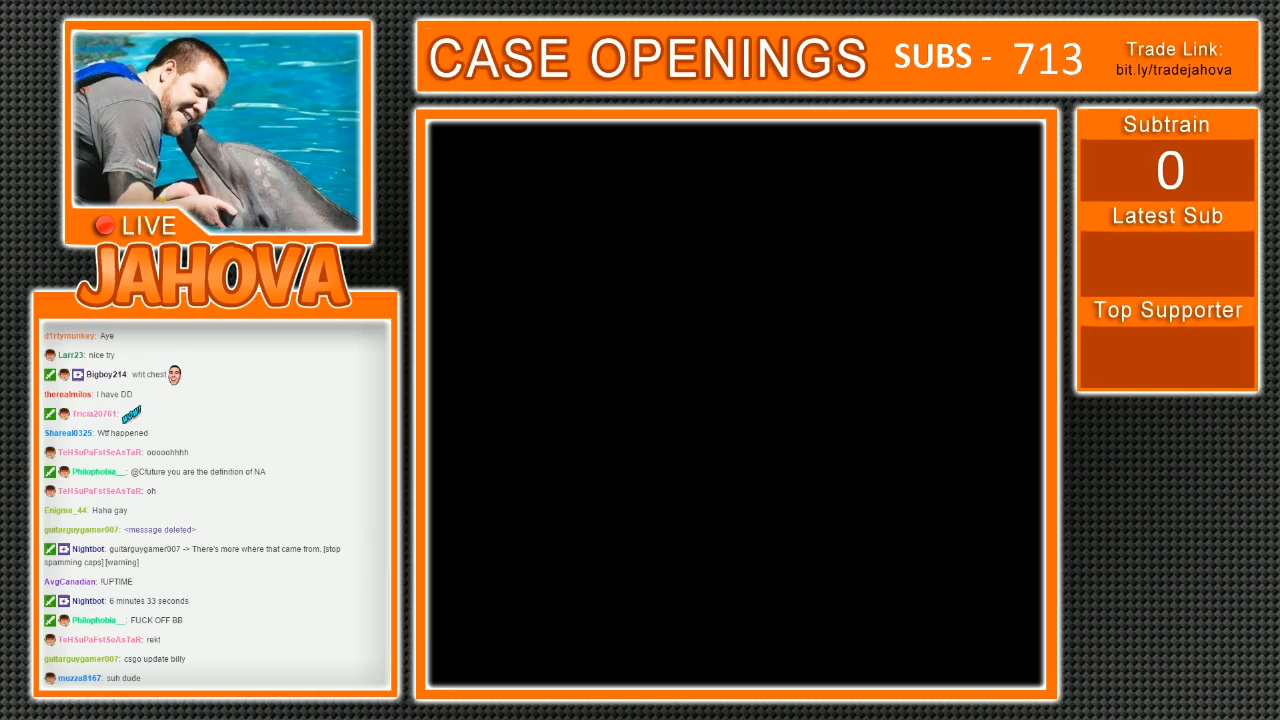 CASE OPENINGS
SUBS - 713
Trade Link:
bit.ly/tradejahova
LIVE
JAHOVA
d1rtymunkey: Aye
Larr23: nice try
Bigboy214: wht chest
therealmilos: I have DD
Tricia20761: WOW!
Shareal0325: Wtf happened
TeHSuPaFstSeAsTaR: ooooohhhh
Philophobia__: @Cfuture you are the definition of NA
TeHSuPaFstSeAsTaR: oh
Enigma_44: Haha gay
guitarguygamer007: <message deleted>
Nightbot: guitarguygamer007 -> There's more where that came from. [stop
spamming caps] [warning]
AvgCanadian: !UPTIME
Nightbot: 6 minutes 33 seconds
Philophobia__: FUCK OFF BB
TeHSuPaFstSeAsTaR: rekt
guitarguygamer007: csgo update billy
muzza8167: suh dude
Subtrain
0
Latest Sub
Top Supporter